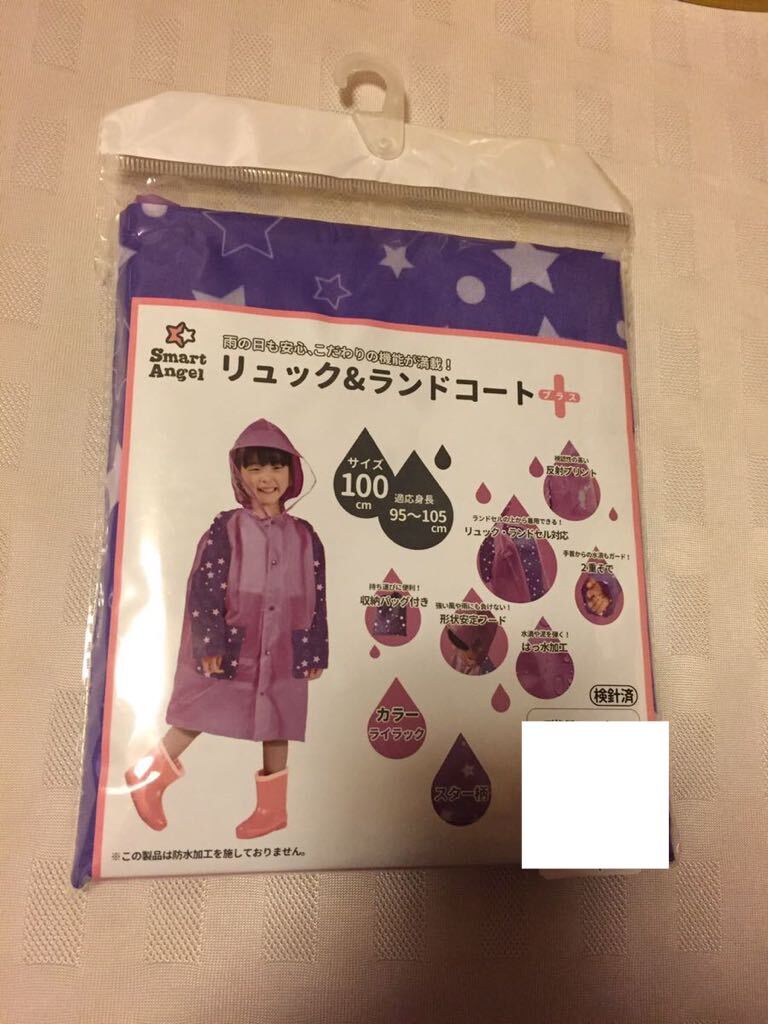 Smart
Angel
雨の日も安心、こだわりの機能が満載！
リュック&ランドコート
プラス
サイズ
100
cm
適応身長
95～105
cm
視認性の高い
反射プリント
ランドセルの上から着用できる！
リュック・ランドセル対応
手首からの水滴もガード！
2重そで
持ち運びに便利！
収納バッグ付き
強い風や雨にも負けない！
形状安定フード
水滴や泥を弾く！
はっ水加工
検針済
カラー
ライラック
スター柄
※この製品は防水加工を施しておりません。